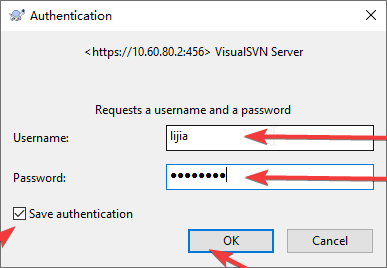 Authentication
<https://10.60.80.2:456> VisualSVN Server
Requests a username and a password
Username:
lijia
Password:
●●●●●●●●
Save authentication
OK
Cancel